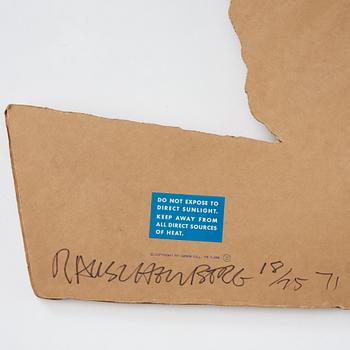 DO NOT EXPOSE TO
DIRECT SUNLIGHT.
KEEP AWAY FROM
ALL DIRECT SOURCES
OF HEAT.
RAUSCHENBERG 18/75 71